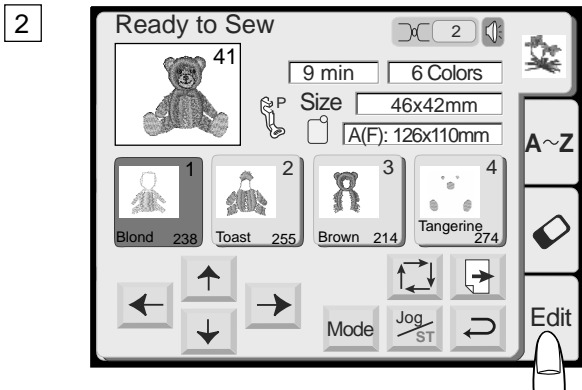 2
Ready to Sew
2
41
9 min
6 Colors
P
Size
46x42mm
A(F): 126x110mm
A~Z
1
Blond 238
2
Toast 255
3
Brown 214
4
Tangerine
274
Mode
Jog
ST
Edit